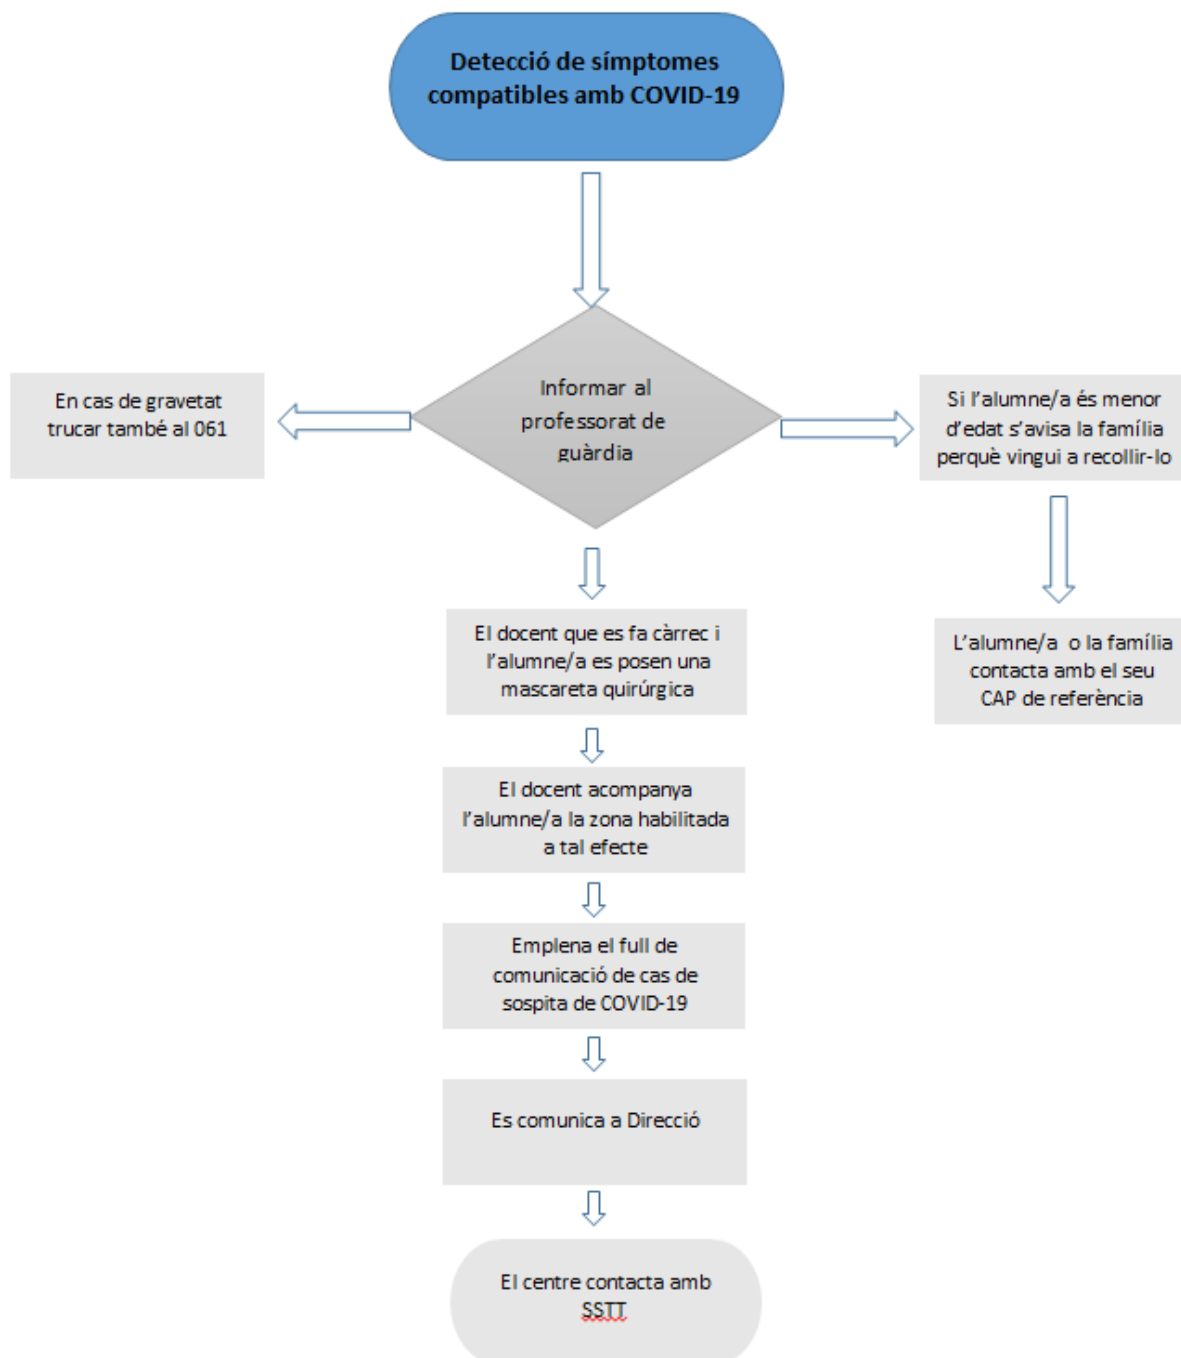 Detecció de símptomes
compatibles amb COVID-19
Informar al
professorat de
guàrdia
En cas de gravetat
trucar també al 061
Si l'alumne/a és menor
d'edat s'avisa la família
perquè vingui a recollir-lo
El docent que es fa càrrec i
l'alumne/a es posen una
mascareta quirúrgica
L'alumne/a o la família
contacta amb el seu
CAP de referència
El docent acompanya
l'alumne/a la zona habilitada
a tal efecte
Emplena el full de
comunicació de cas de
sospita de COVID-19
Es comunica a Direcció
El centre contacta amb
SSTT